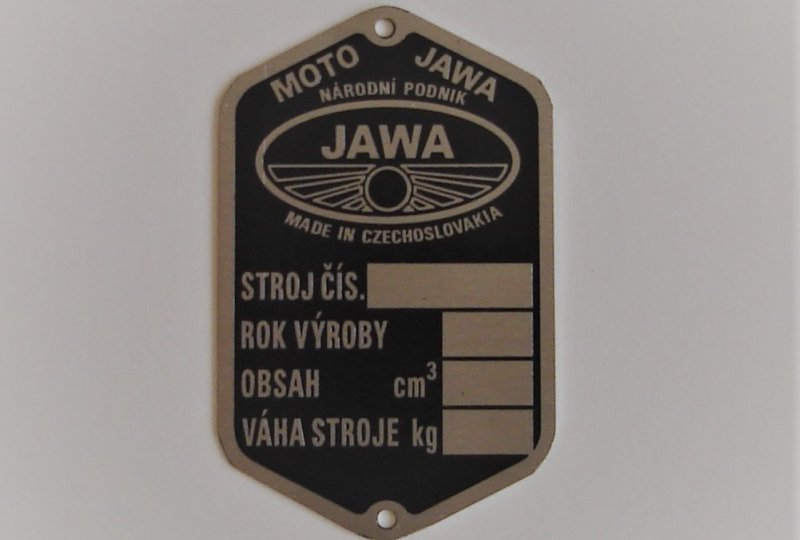 MOTO JAWA
NÁRODNÍ PODNIK
JAWA
MADE IN CZECHOSLOVAKIA
STROJ ČÍS.
ROK VÝROBY
OBSAH cm³
VÁHA STROJE kg